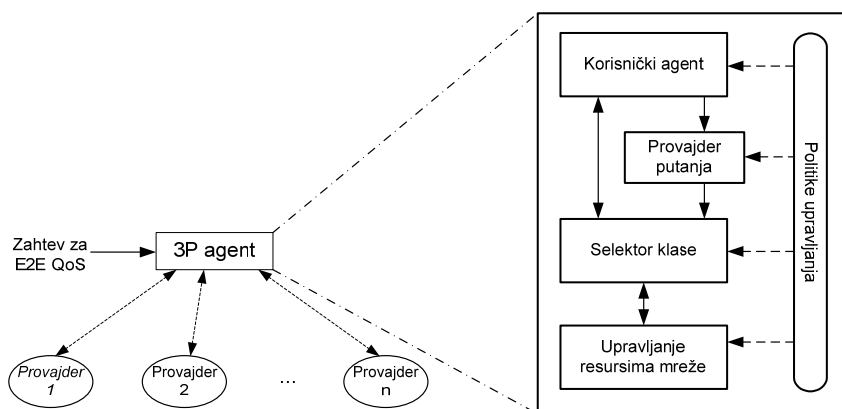 Zahtev za
E2E QoS
3P agent
Provajder
1
Provajder
2
...
Provajder
n
Korisnički agent
Provajder
putanja
Selektor klase
Upravljanje
resursima mreže
Politike upravljanja